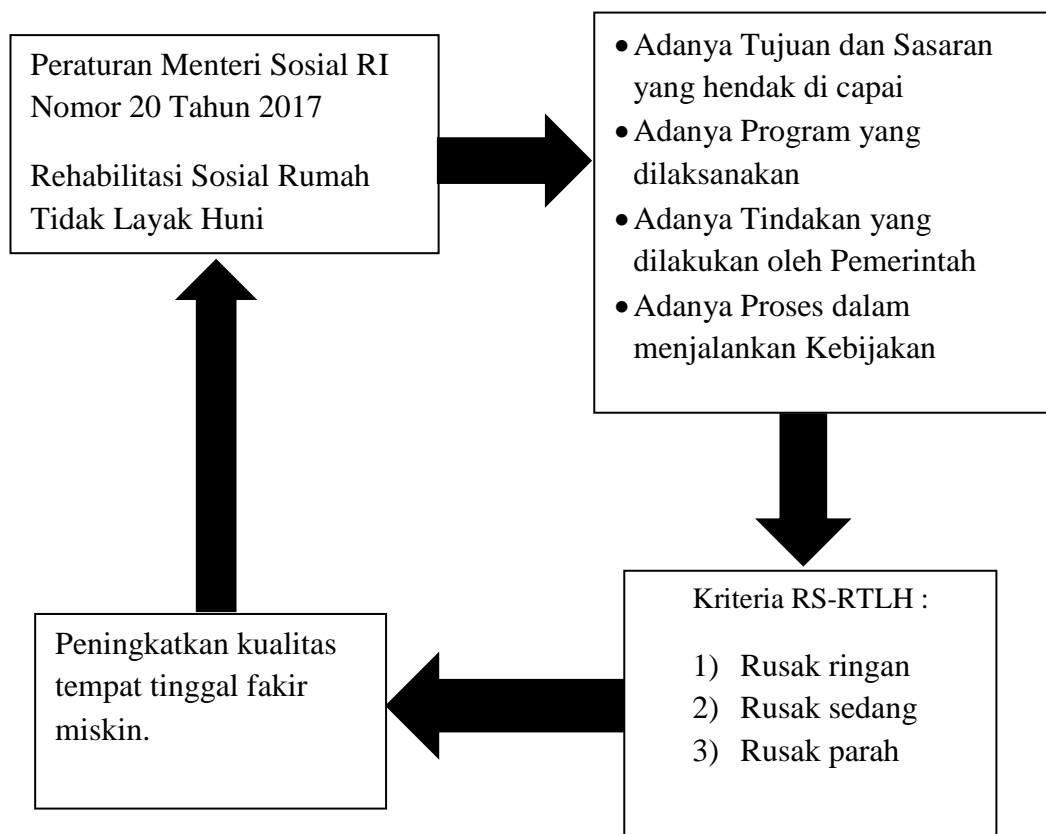 Peraturan Menteri Sosial RI
Nomor 20 Tahun 2017
Rehabilitasi Sosial Rumah
Tidak Layak Huni
• Adanya Tujuan dan Sasaran
yang hendak di capai
• Adanya Program yang
dilaksanakan
• Adanya Tindakan yang
dilakukan oleh Pemerintah
• Adanya Proses dalam
menjalankan Kebijakan
Kriteria RS-RTLH :
1) Rusak ringan
2) Rusak sedang
3) Rusak parah
Peningkatkan kualitas
tempat tinggal fakir
miskin.